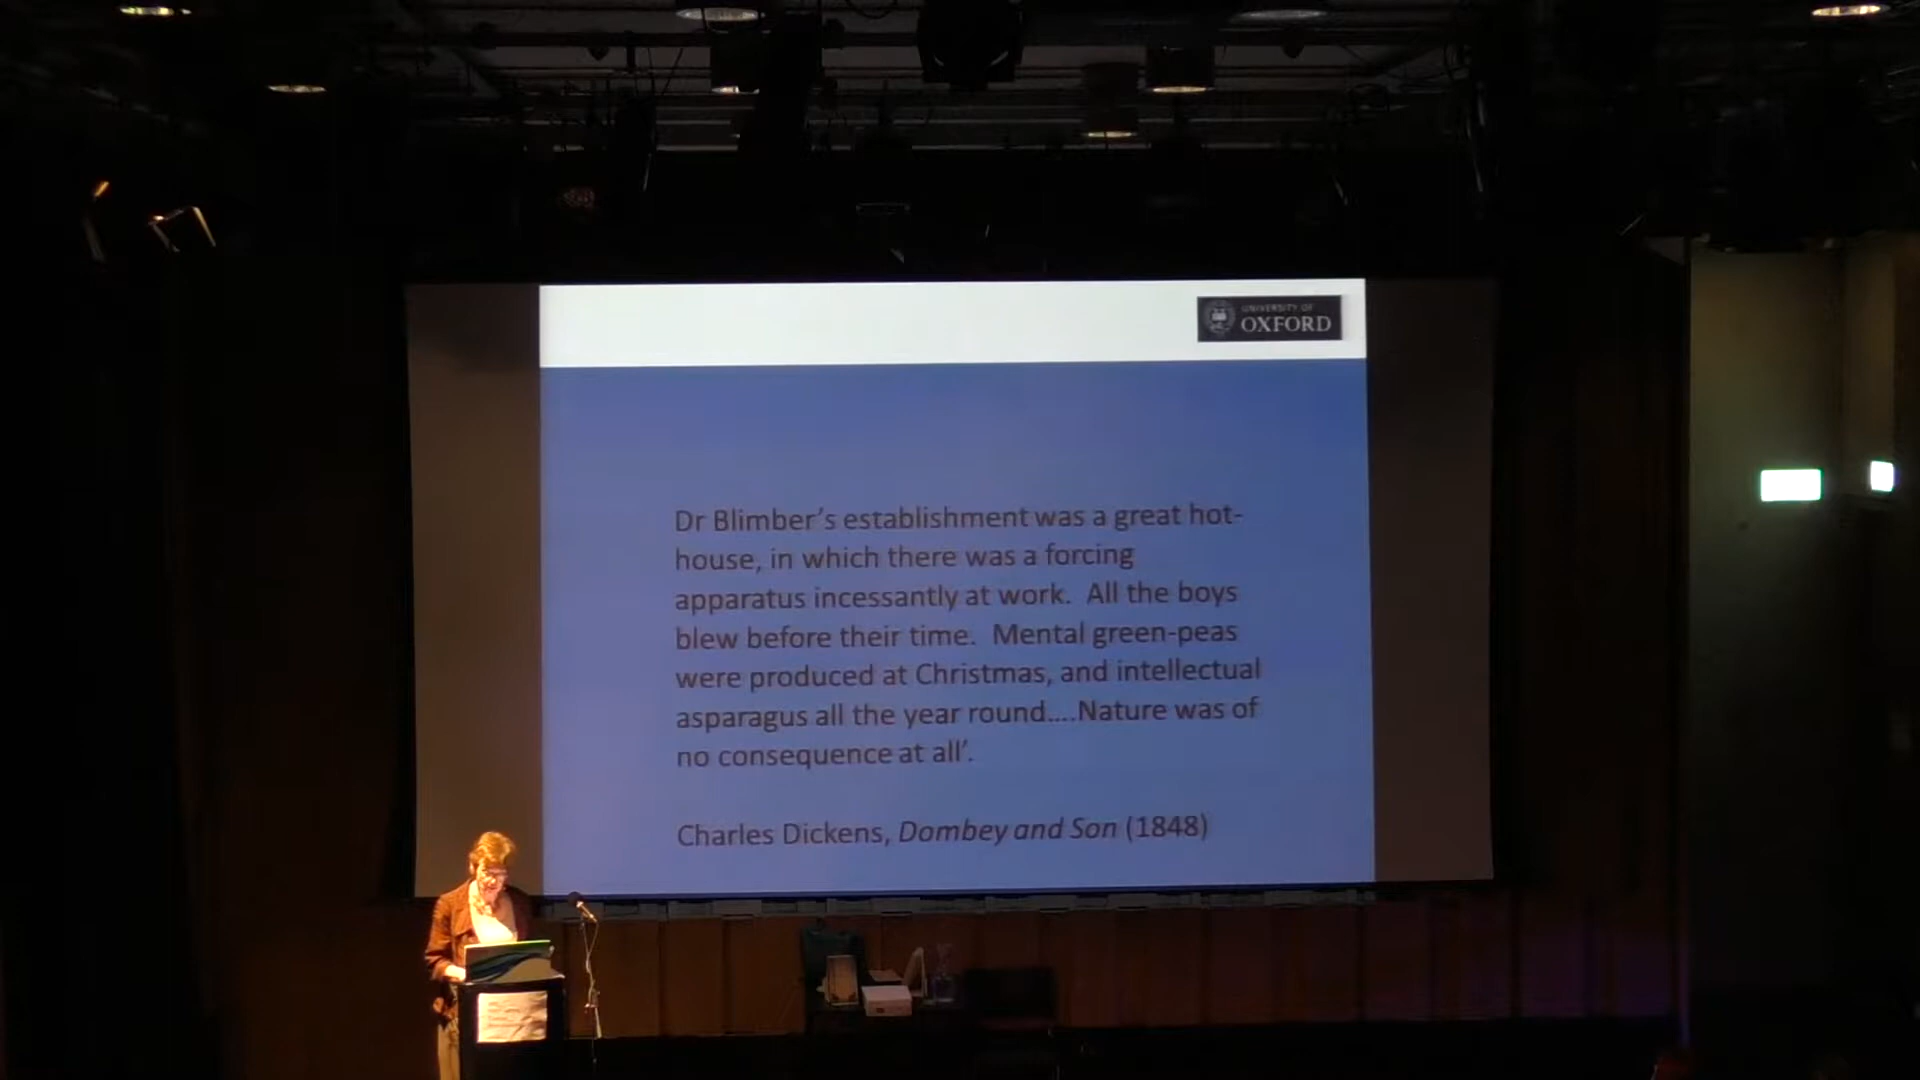 UNIVERSITY OF
OXFORD
Dr Blimber's establishment was a great hot-
house, in which there was a forcing
apparatus incessantly at work.  All the boys
blew before their time.  Mental green-peas
were produced at Christmas, and intellectual
asparagus all the year round....Nature was of
no consequence at all'.
Charles Dickens, Dombey and Son (1848)